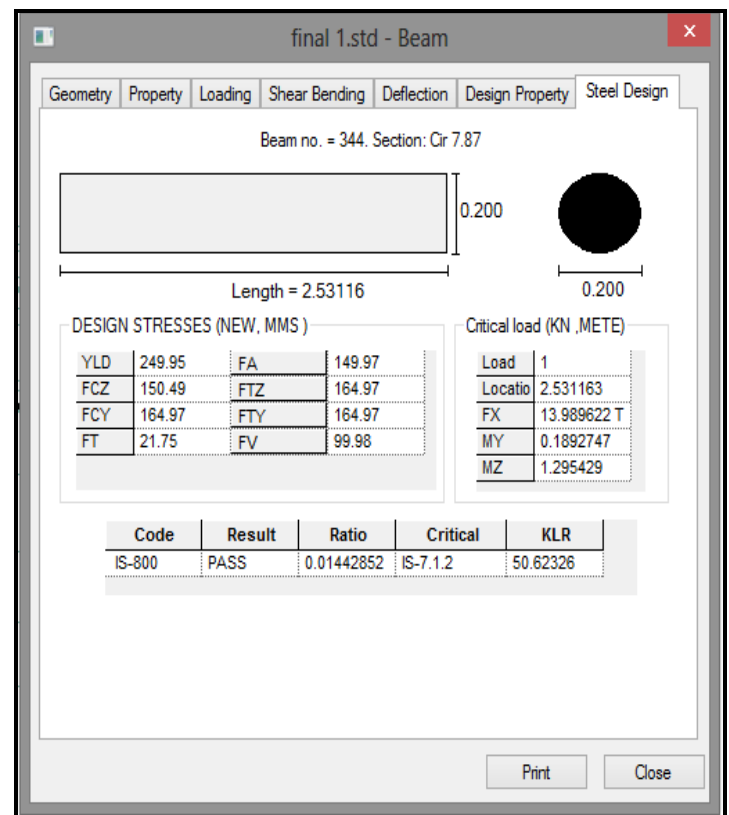 final 1.std - Beam
×
Geometry Property Loading Shear Bending Deflection Design Property Steel Design
Beam no. = 344. Section: Cir 7.87
0.200
Length = 2.53116
0.200
DESIGN STRESSES (NEW, MMS )
YLD 249.95 FA 149.97
FCZ 150.49 FTZ 164.97
FCY 164.97 FTY 164.97
FT 21.75 FV 99.98
Critical load (KN ,METE)
Load 1
Locatio 2.531163
FX 13.989622 T
MY 0.1892747
MZ 1.295429
Code Result Ratio Critical KLR
IS-800 PASS 0.01442852 IS-7.1.2 50.62326
Print Close